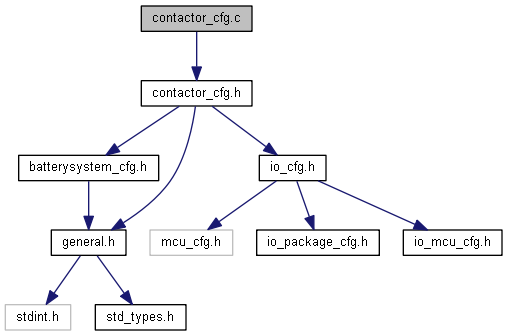 contactor_cfg.c
contactor_cfg.h
batterysystem_cfg.h
io_cfg.h
general.h
mcu_cfg.h
io_package_cfg.h
io_mcu_cfg.h
stdint.h
std_types.h